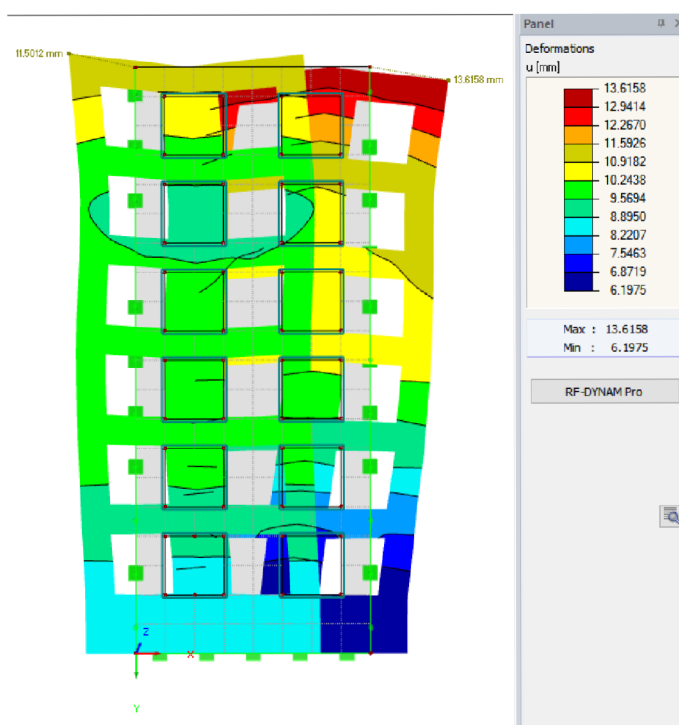 Panel
Deformations
u [mm]
11.5012 mm
13.6158 mm
13.6158
12.9414
12.2670
11.5926
10.9182
10.2438
9.5694
8.8950
8.2207
7.5463
6.8719
6.1975
Max : 13.6158
Min : 6.1975
RF-DYNAM Pro
Z
X
Y